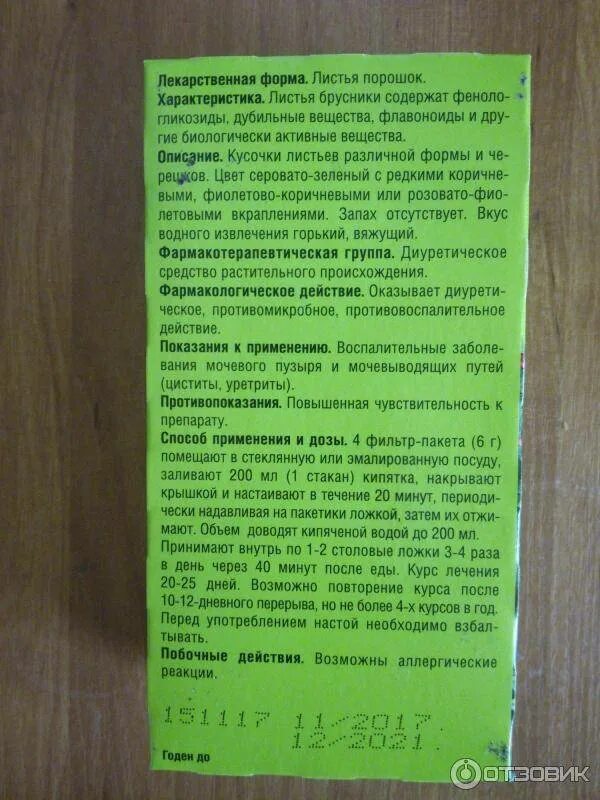 Лекарственная форма. Листья порошок.
Характеристика. Листья брусники содержат феноло-
гликозиды, дубильные вещества, флавоноиды и дру-
гие биологически активные вещества.
Описание. Кусочки листьев различной формы и че-
решков. Цвет серовато-зеленый с редкими коричне-
выми, фиолетово-коричневыми или розовато-фио-
летовыми вкраплениями. Запах отсутствует. Вкус
водного извлечения горький, вяжущий.
Фармакотерапевтическая группа. Диуретическое
средство растительного происхождения.
Фармакологическое действие. Оказывает диурети-
ческое, противомикробное, противовоспалительное
действие.
Показания к применению. Воспалительные заболе-
вания мочевого пузыря и мочевыводящих путей
(циститы, уретриты).
Противопоказания. Повышенная чувствительность к
препарату.
Способ применения и дозы. 4 фильтр-пакета (6 г)
помещают в стеклянную или эмалированную посуду,
заливают 200 мл (1 стакан) кипятка, накрывают
крышкой и настаивают в течение 20 минут, периоди-
чески надавливая на пакетики ложкой, затем их отжи-
мают. Объем доводят кипяченой водой до 200 мл.
Принимают внутрь по 1-2 столовые ложки 3-4 раза
в день через 40 минут после еды. Курс лечения
20-25 дней. Возможно повторение курса после
10-12-дневного перерыва, но не более 4-х курсов в год.
Перед употреблением настой необходимо взбал-
тывать.
Побочные действия. Возможны аллергические
реакции.
151117 11/2017
12/2021
Годен до
ОТЗОВИК